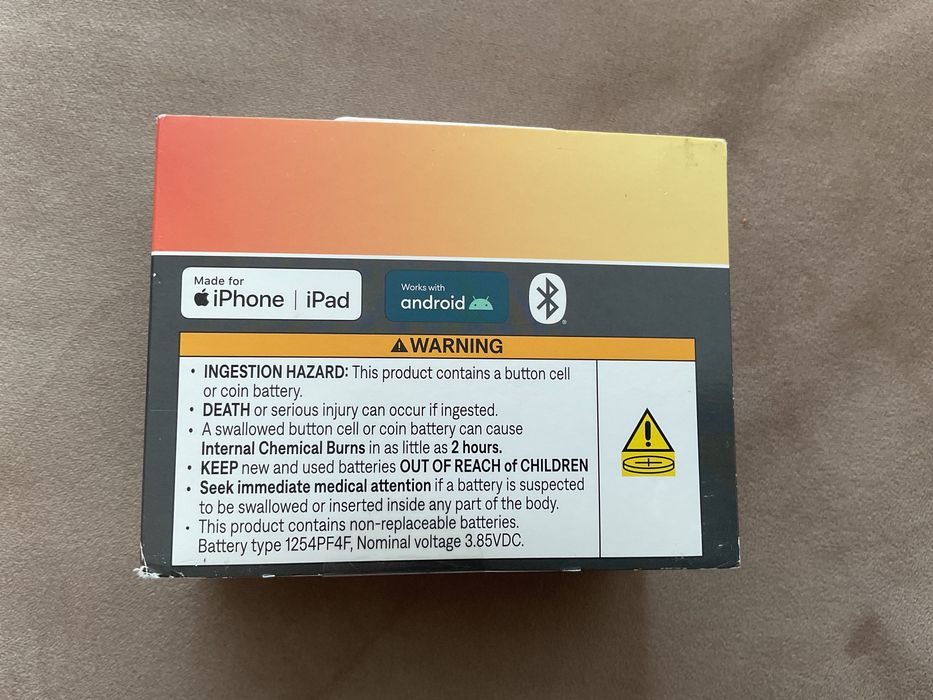 Made for
iPhone | iPad
Works with
android
®
WARNING
• INGESTION HAZARD: This product contains a button cell
or coin battery.
• DEATH or serious injury can occur if ingested.
• A swallowed button cell or coin battery can cause
Internal Chemical Burns in as little as 2 hours.
• KEEP new and used batteries OUT OF REACH of CHILDREN
• Seek immediate medical attention if a battery is suspected
to be swallowed or inserted inside any part of the body.
• This product contains non-replaceable batteries.
Battery type 1254PF4F, Nominal voltage 3.85VDC.